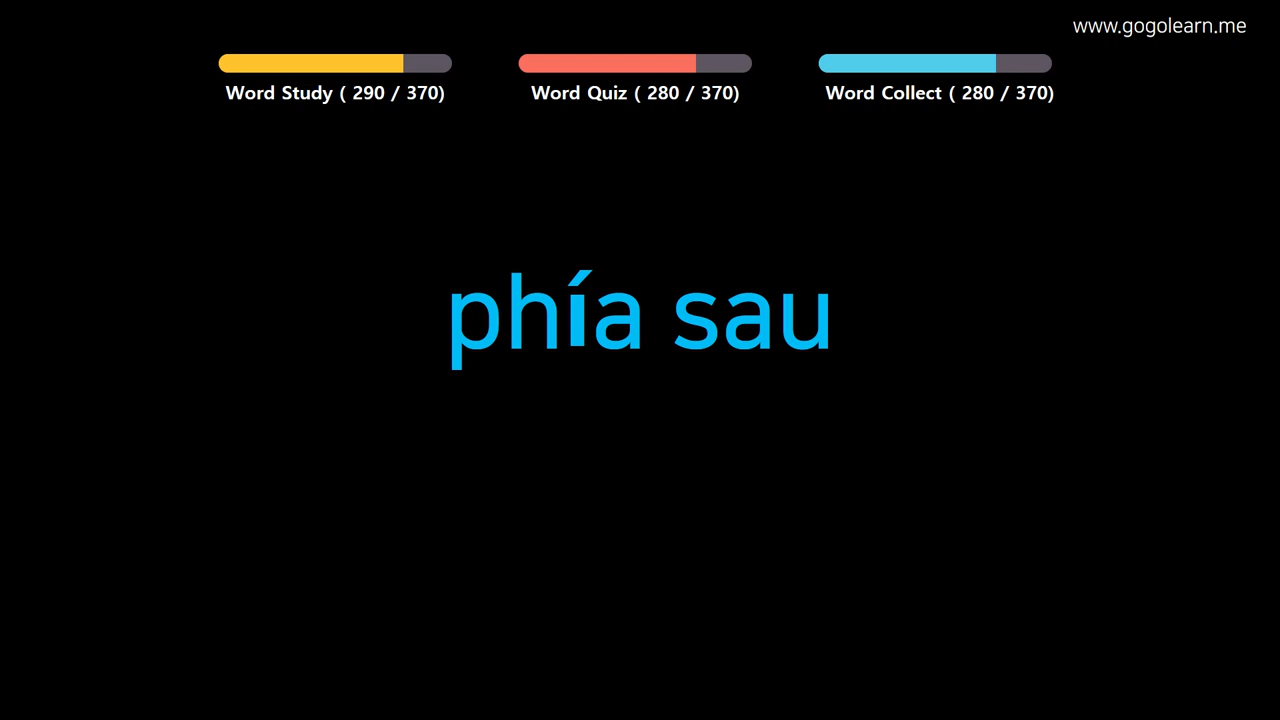 www.gogolearn.me
Word Study ( 290 / 370)
Word Quiz ( 280 / 370)
Word Collect ( 280 / 370)
phía sau